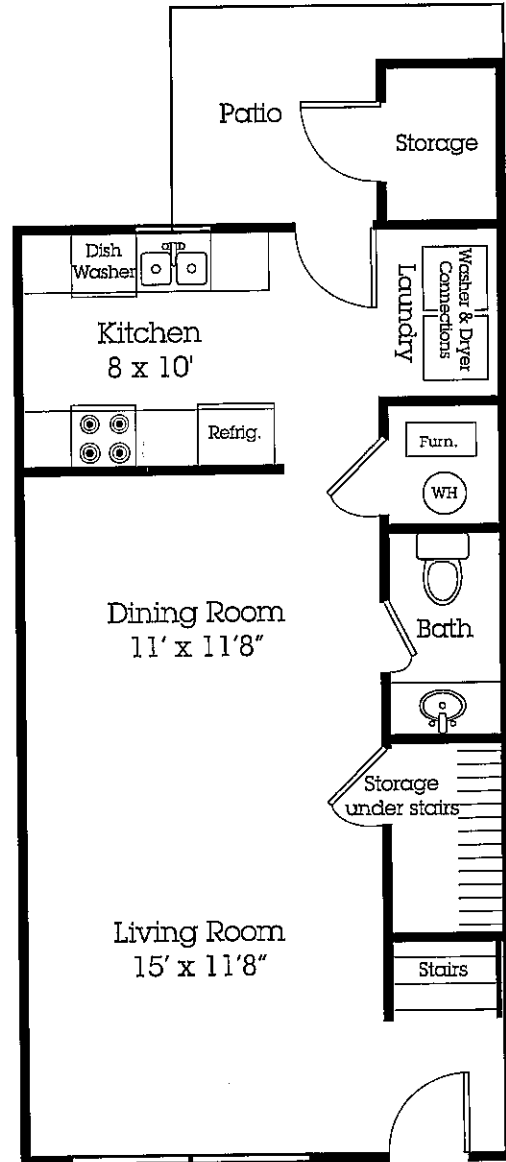 Patio
Storage
Dish
Washer
Washer & Dryer
Connections
Laundry
Kitchen
8 x 10'
Refrig.
Furn.
WH
Dining Room
11' x 11'8"
Bath
Storage
under stairs
Living Room
15' x 11'8"
Stairs